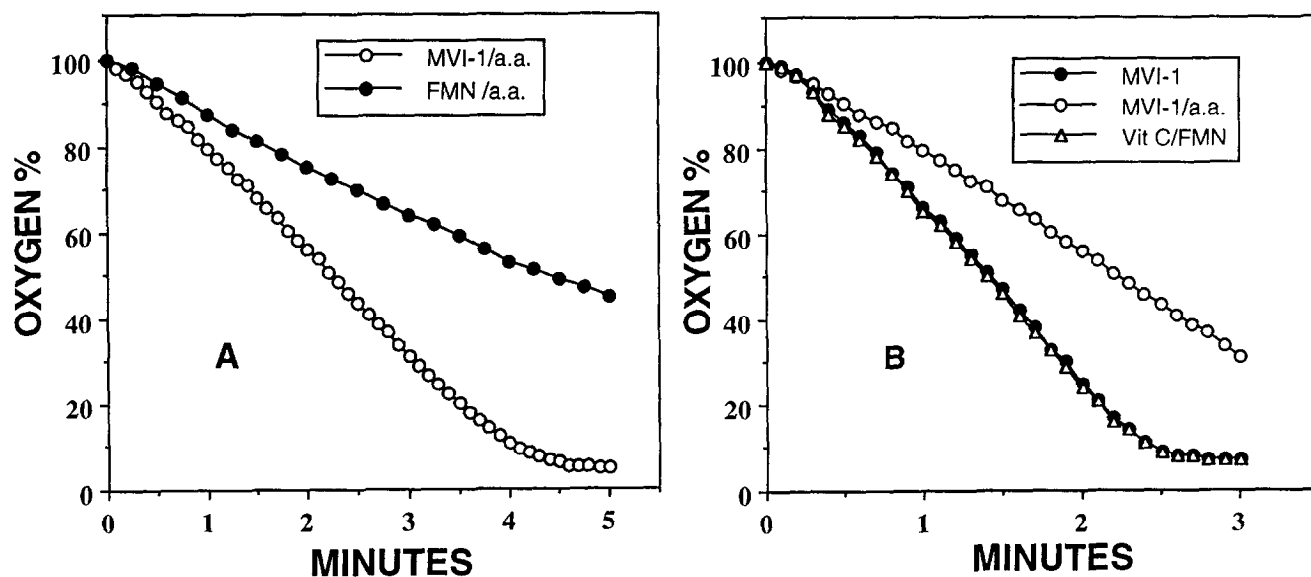 OXYGEN %
100
80
60
40
20
0
MVI-1/a.a.
FMN /a.a.
A
0 1 2 3 4 5
MINUTES
OXYGEN %
100
80
60
40
20
0
MVI-1
MVI-1/a.a.
Vit C/FMN
B
0 1 2 3
MINUTES